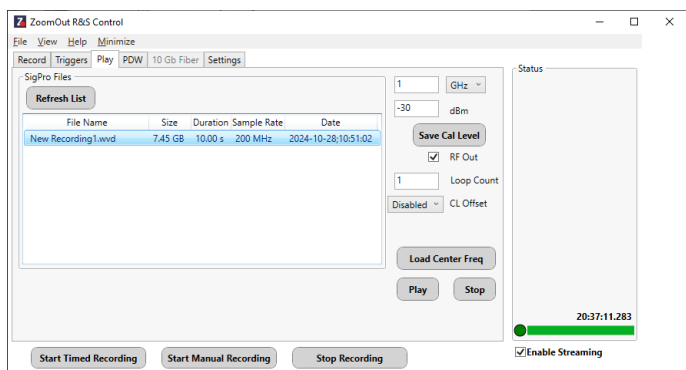 ZoomOut R&S Control
File View Help Minimize
Record Triggers Play PDW 10 Gb Fiber Settings
SigPro Files
Refresh List
File Name Size Duration Sample Rate Date
New Recording1.wvd 7.45 GB 10.00 s 200 MHz 2024-10-28;10:51:02
1 GHz
-30 dBm
Save Cal Level
RF Out
1 Loop Count
Disabled CL Offset
Load Center Freq
Play Stop
Status
20:37:11.283
Enable Streaming
Start Timed Recording Start Manual Recording Stop Recording